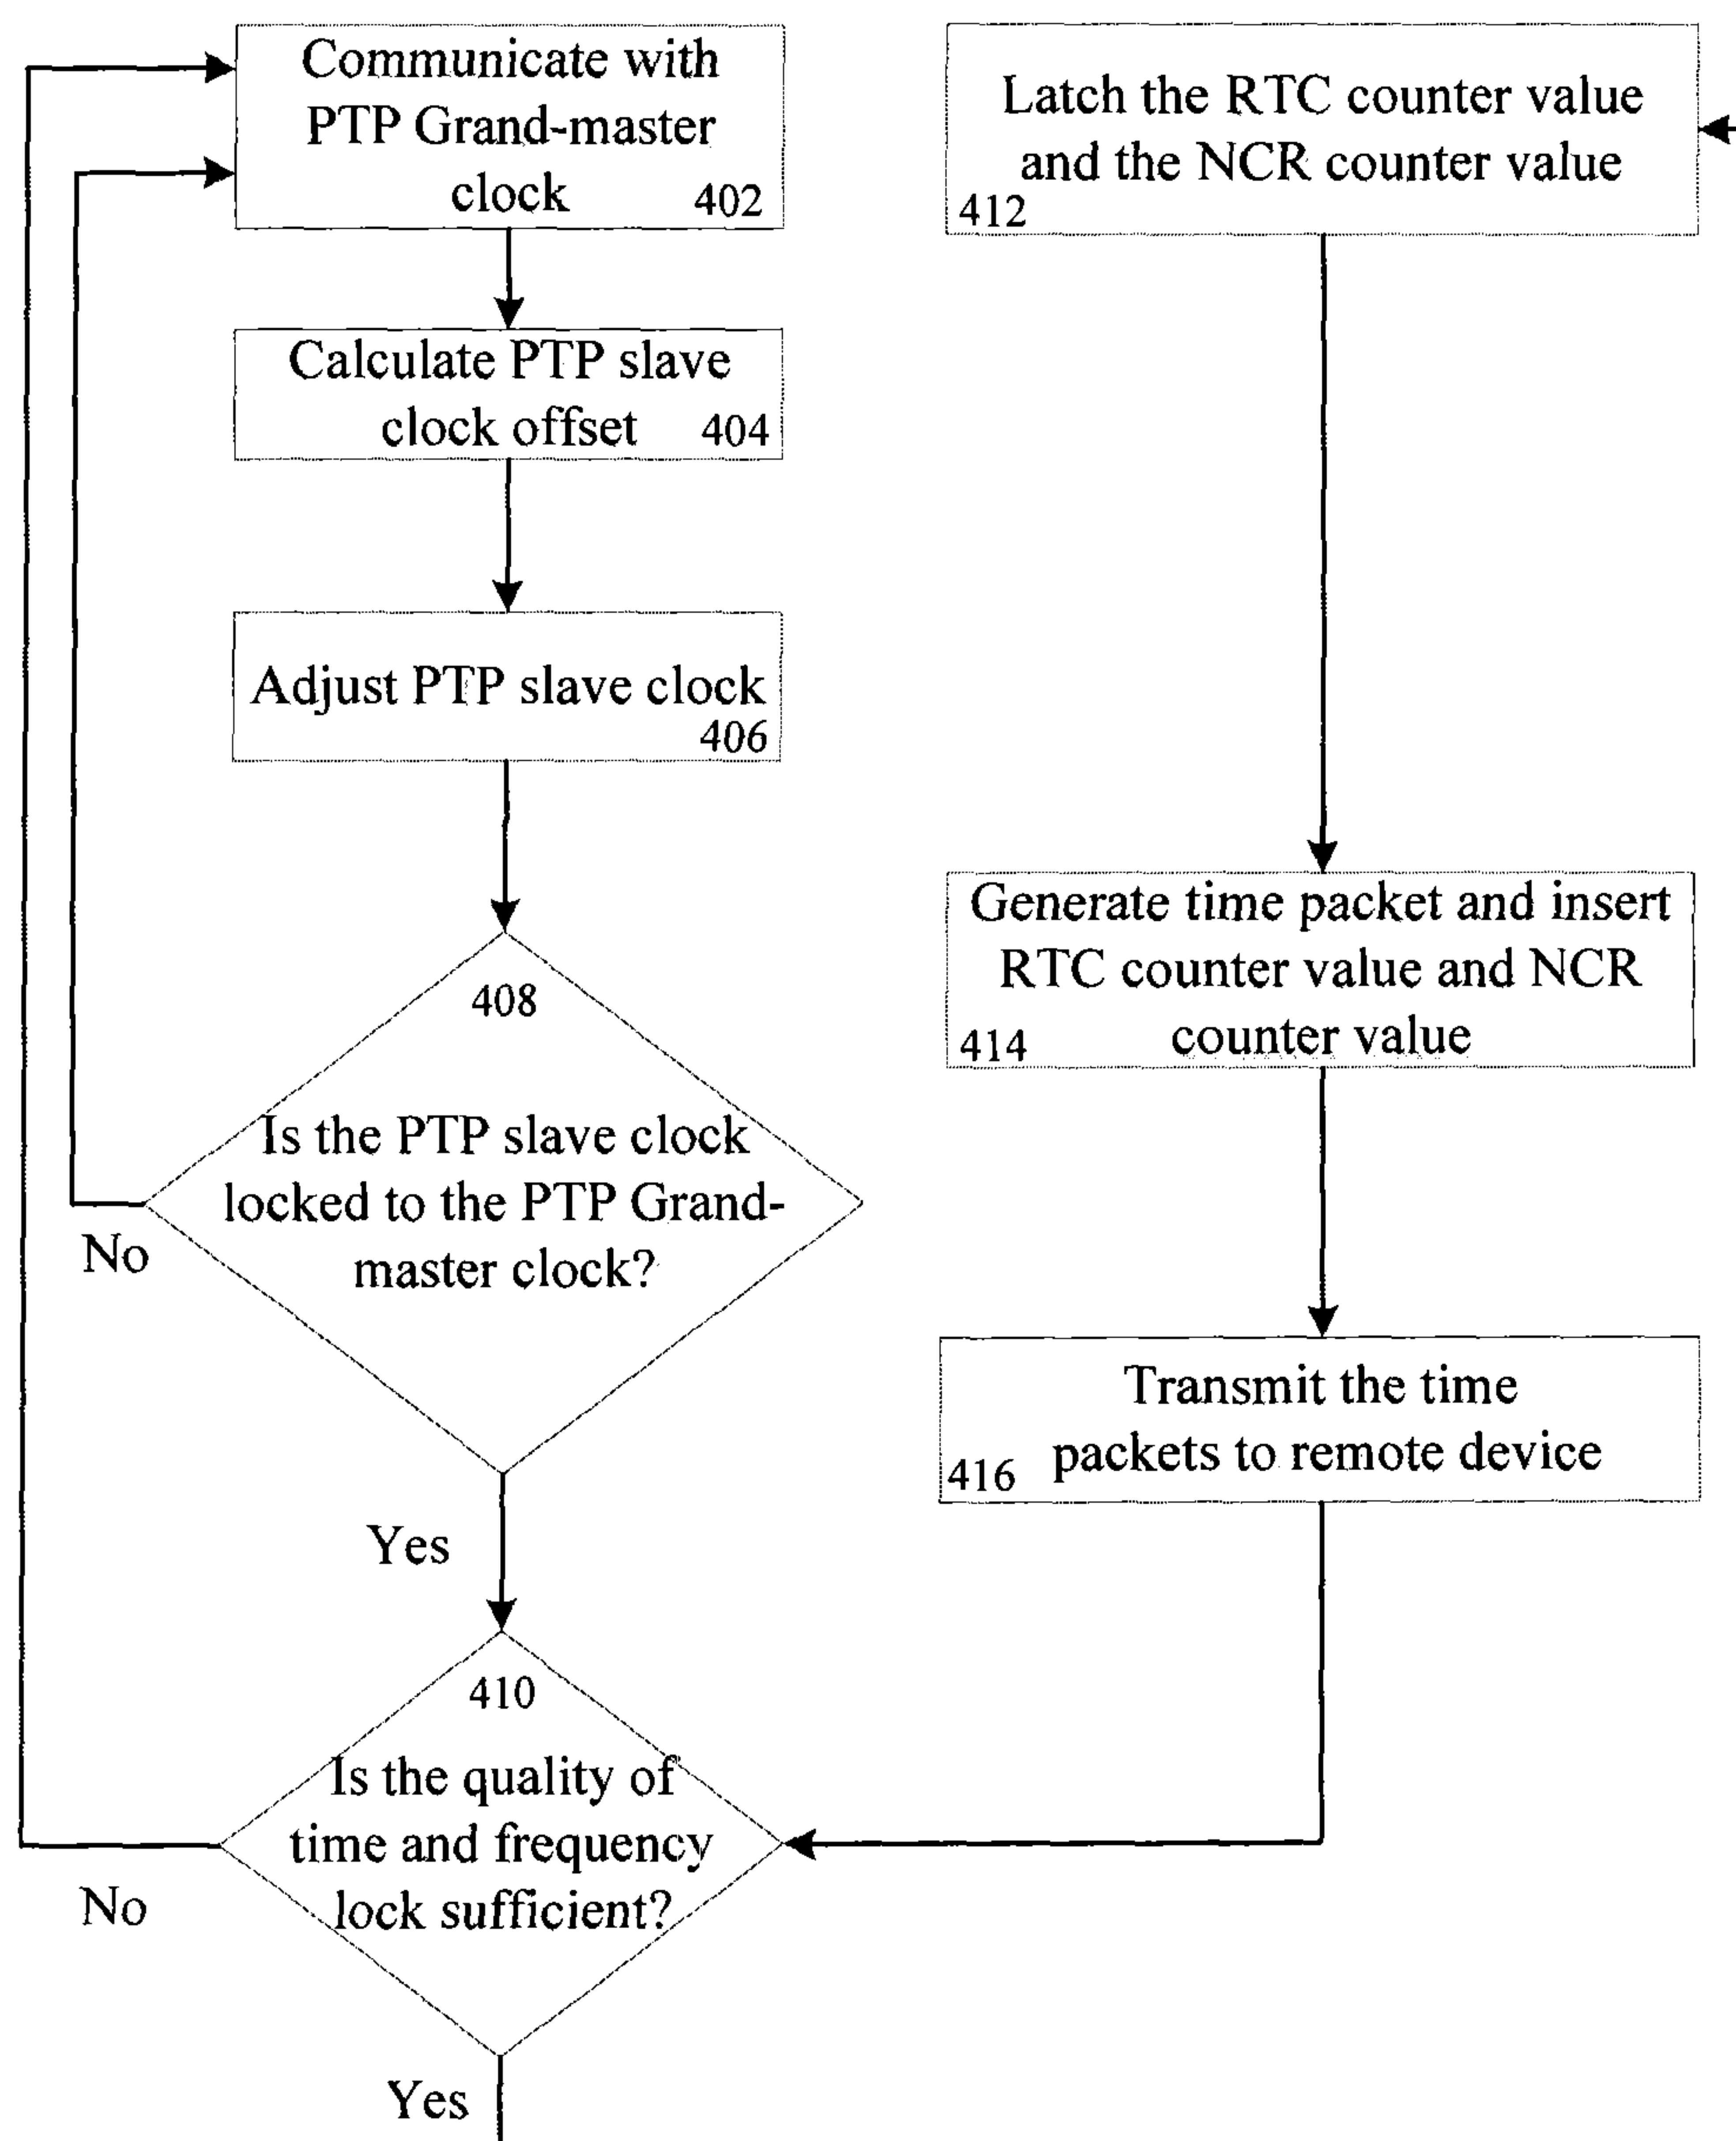 Communicate with
PTP Grand-master
clock 402
Calculate PTP slave
clock offset 404
Adjust PTP slave clock
406
408
Is the PTP slave clock
locked to the PTP Grand-
master clock?
No
Yes
410
Is the quality of
time and frequency
lock sufficient?
No
Yes
Latch the RTC counter value
and the NCR counter value
412
Generate time packet and insert
RTC counter value and NCR
414 counter value
Transmit the time
416 packets to remote device